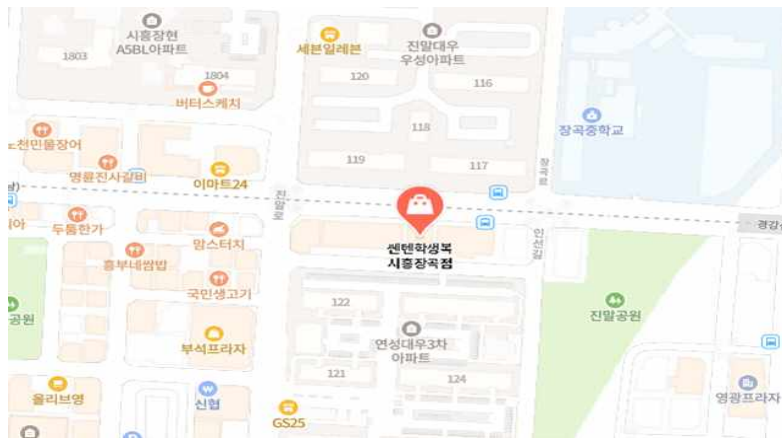 시흥장현
A5BL아파트
1803
1804
버터스케치
세븐일레븐
진말대우
우성아파트
120
116
118
119
117
장곡중학교
장곡로
천민물장어
명륜진사갈비
이마트24
진말로
두툼한가
맘스터치
흥부네쌈밥
국민생고기
부석프라자
쎈텐학생복
시흥장곡점
인선길
경강선
공원
122
연성대우3차
아파트
121
124
진말공원
올리브영
신협
GS25
영광프라자